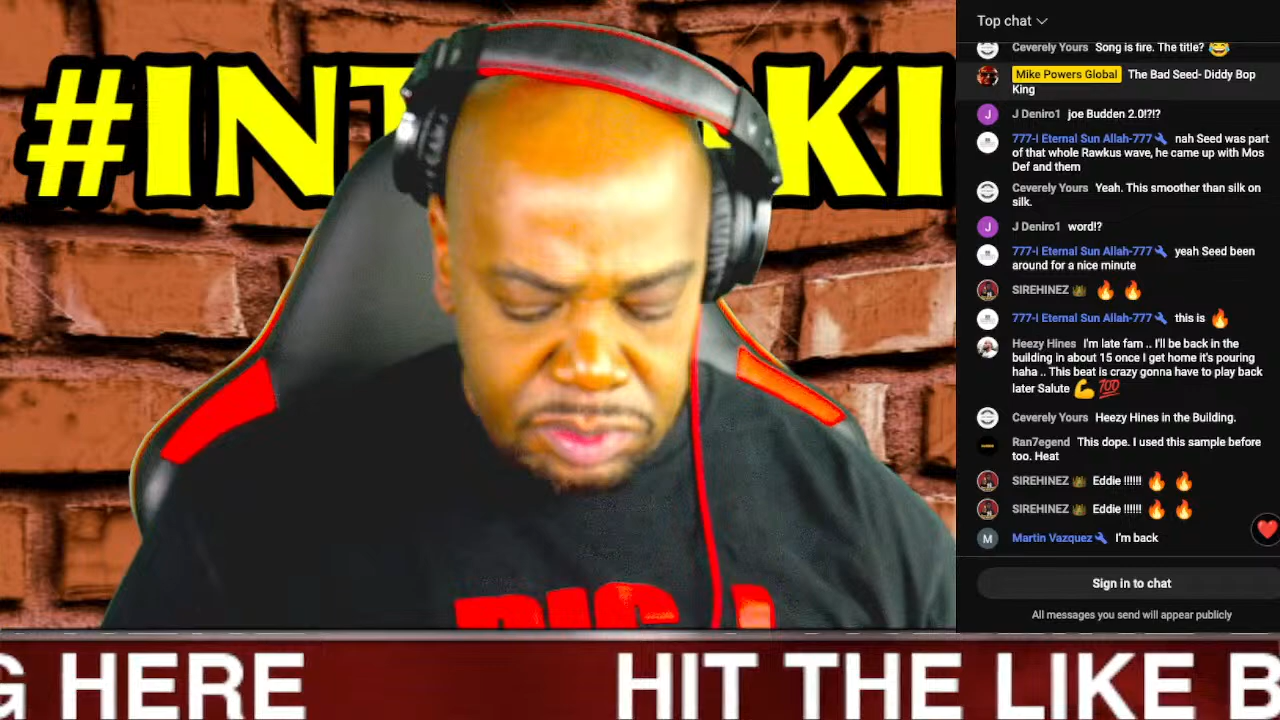 #INT KI
Top chat
Ceverely Yours Song is fire. The title? 😂
Mike Powers Global The Bad Seed- Diddy Bop
King
J Deniro1 joe Budden 2.0!?!?
777-I Eternal Sun Allah-777 nah Seed was part
of that whole Rawkus wave, he came up with Mos
Def and them
Ceverely Yours Yeah. This smoother than silk on
silk.
J Deniro1 word!?
777-I Eternal Sun Allah-777 yeah Seed been
around for a nice minute
SIREHINEZ 🔥 🔥
777-I Eternal Sun Allah-777 this is 🔥
Heezy Hines I'm late fam .. I'll be back in the
building in about 15 once I get home it's pouring
haha .. This beat is crazy gonna have to play back
later Salute 💪 💯
Ceverely Yours Heezy Hines in the Building.
Ran7egend This dope. I used this sample before
too. Heat
SIREHINEZ Eddie !!!!!! 🔥 🔥
SIREHINEZ Eddie !!!!!! 🔥 🔥
Martin Vazquez I'm back
Sign in to chat
All messages you send will appear publicly
G HERE HIT THE LIKE B